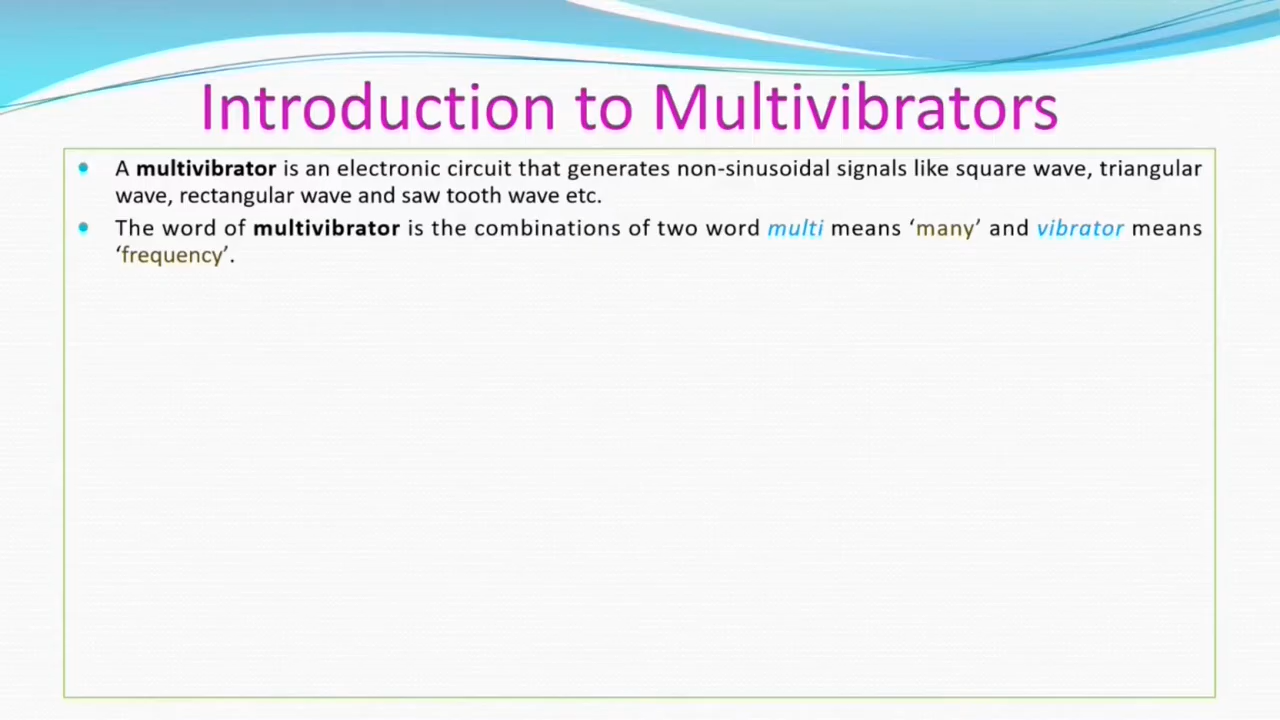 Introduction to Multivibrators
• A multivibrator is an electronic circuit that generates non-sinusoidal signals like square wave, triangular
wave, rectangular wave and saw tooth wave etc.
• The word of multivibrator is the combinations of two word multi means ‘many’ and vibrator means
‘frequency’.